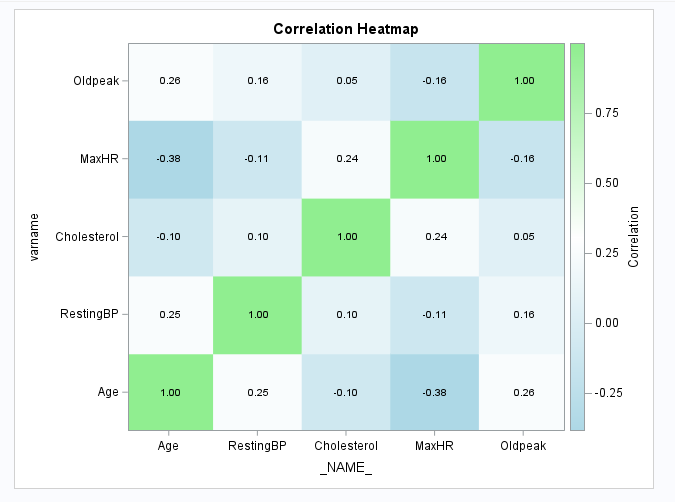 Correlation Heatmap
Oldpeak 0.26 0.16 0.05 -0.16 1.00
MaxHR -0.38 -0.11 0.24 1.00 -0.16
Cholesterol -0.10 0.10 1.00 0.24 0.05
RestingBP 0.25 1.00 0.10 -0.11 0.16
Age 1.00 0.25 -0.10 -0.38 0.26
Age RestingBP Cholesterol MaxHR Oldpeak
_NAME_
varname
0.75
0.50
0.25
0.00
-0.25
Correlation